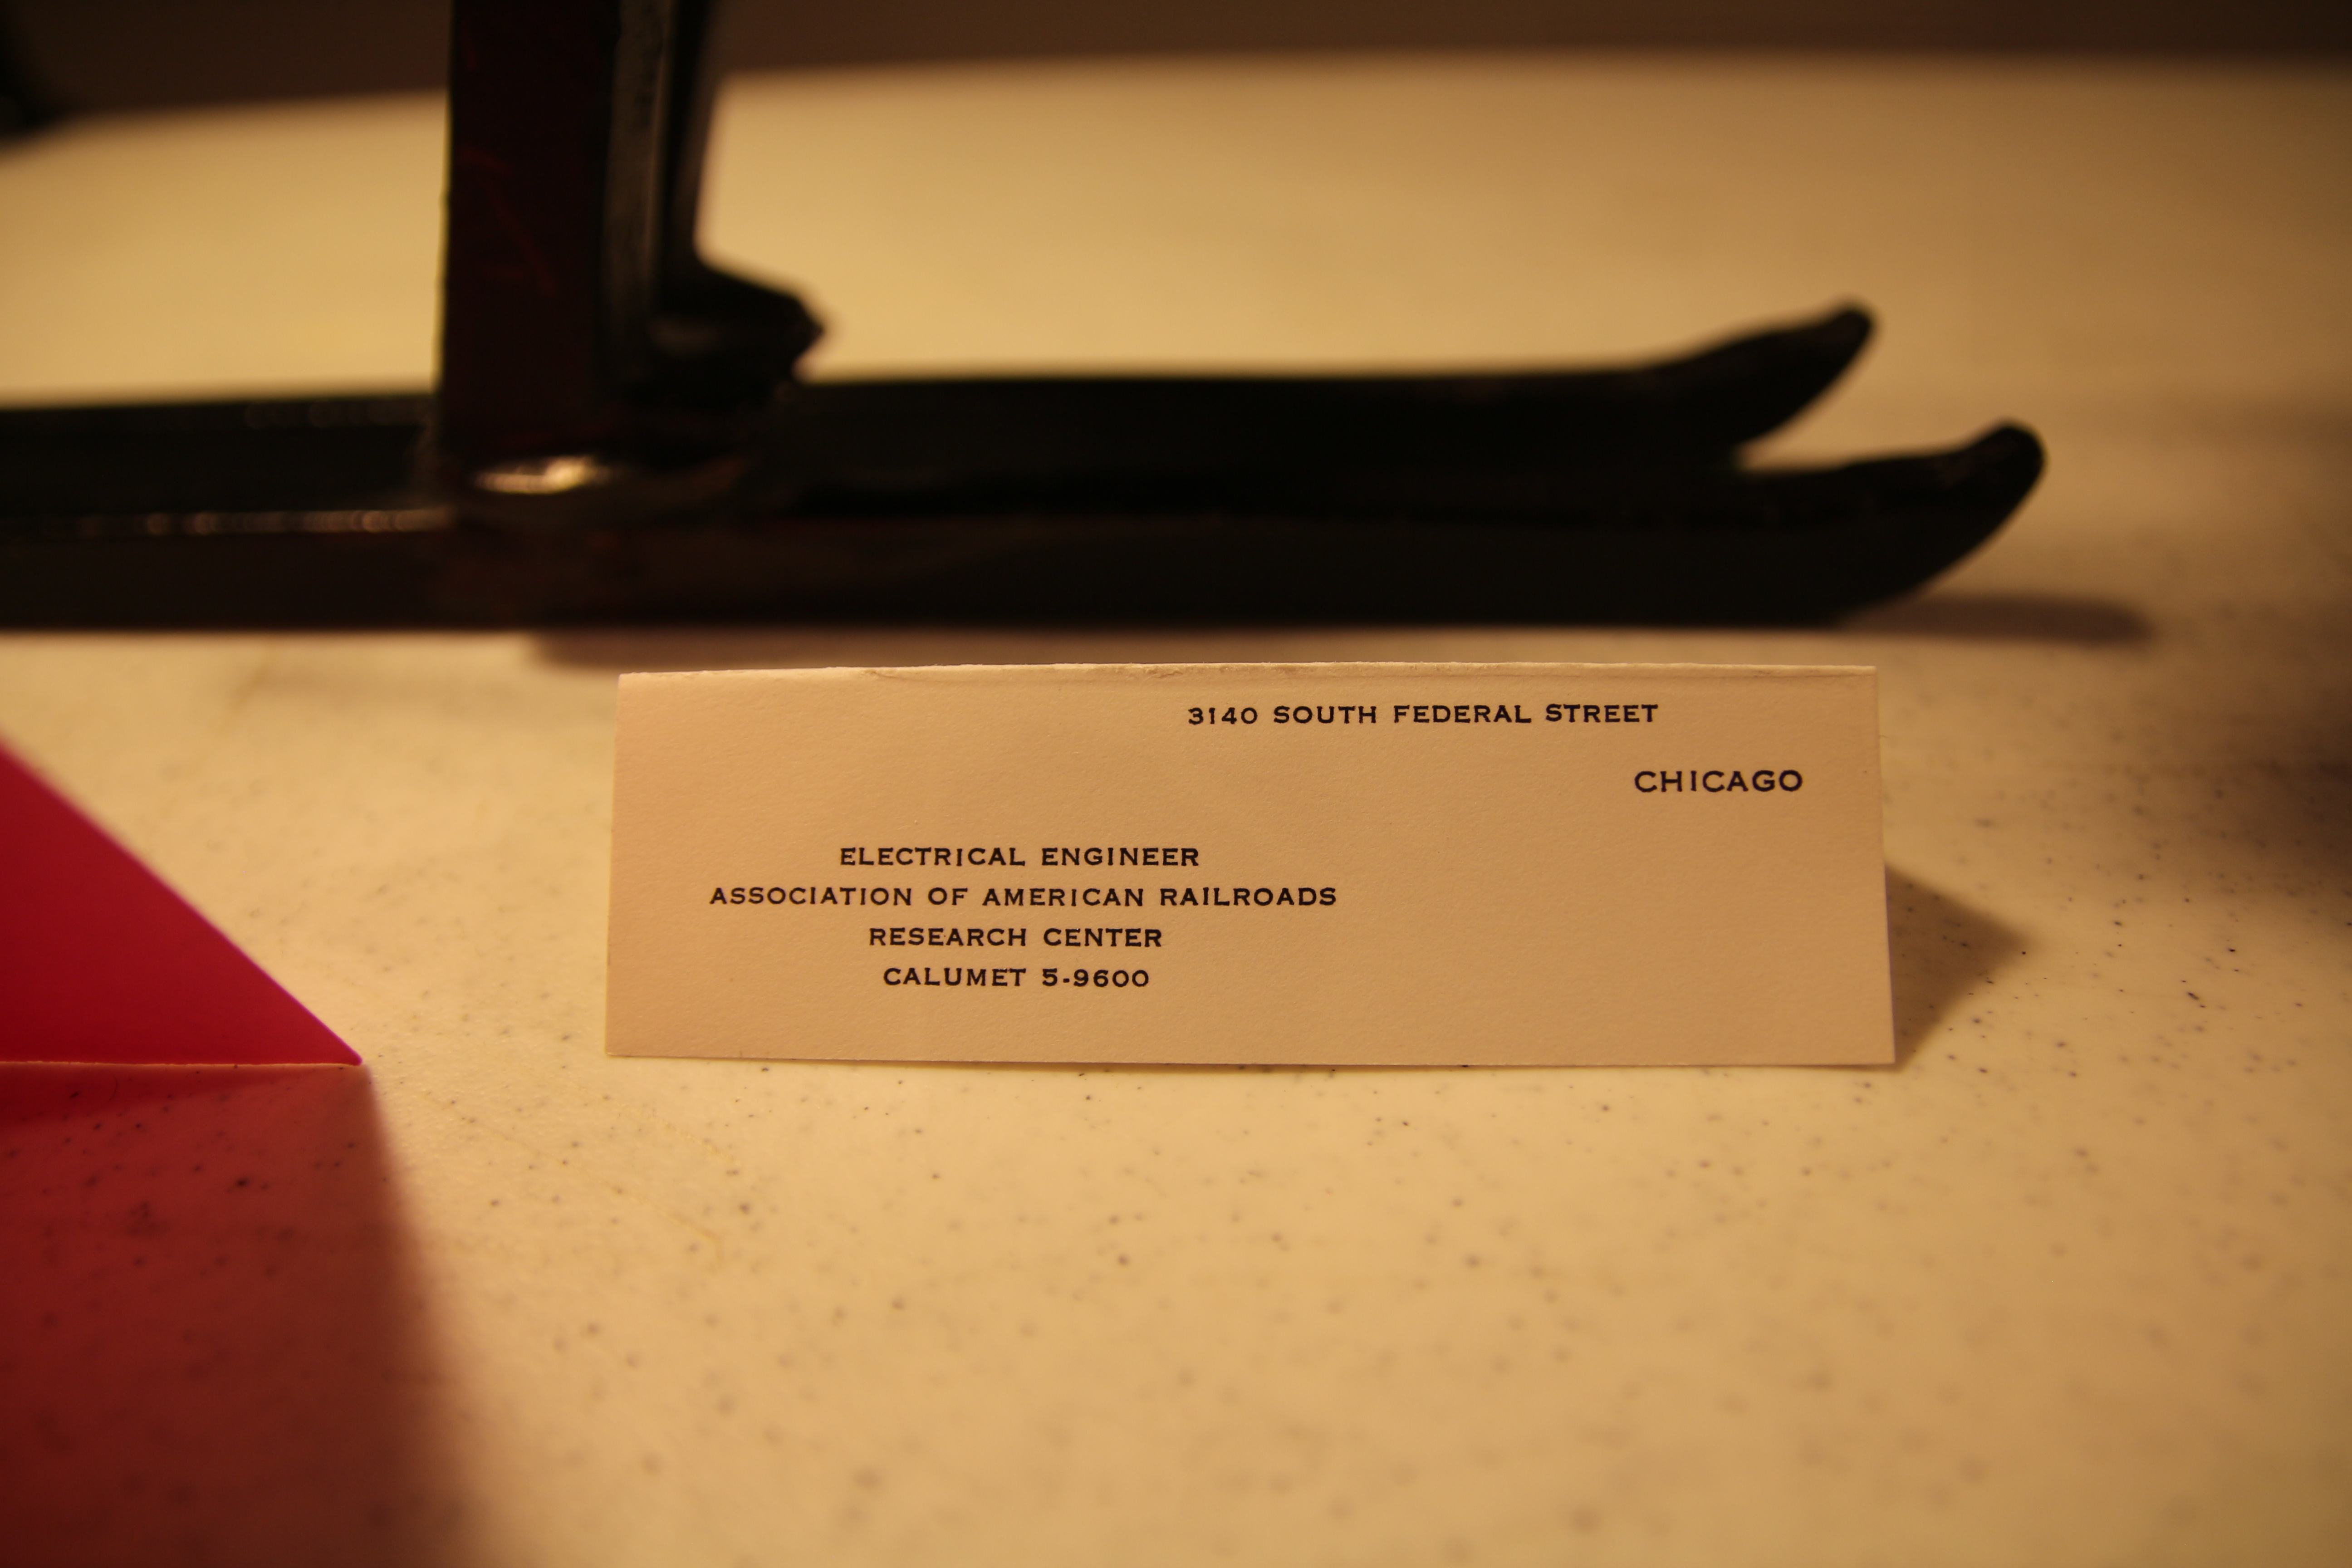 3140 SOUTH FEDERAL STREET
CHICAGO
ELECTRICAL ENGINEER
ASSOCIATION OF AMERICAN RAILROADS
RESEARCH CENTER
CALUMET 5-9600